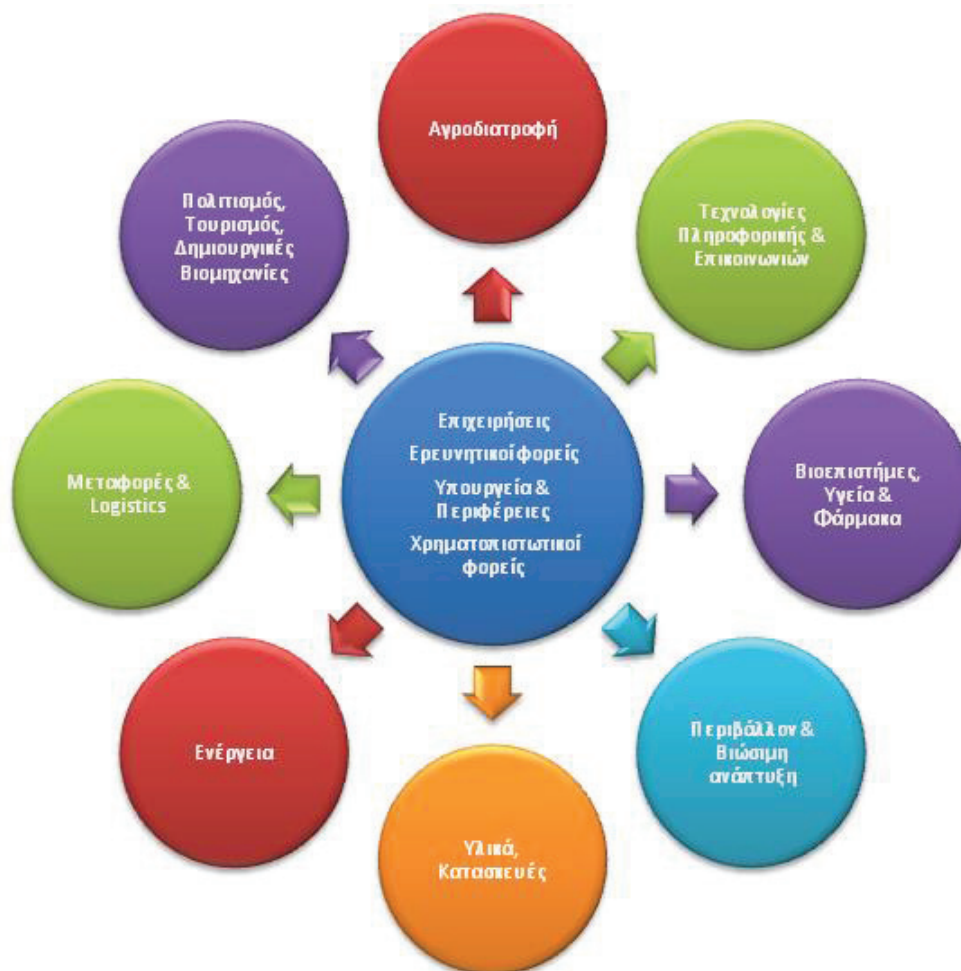 Αγροδιατροφή
Τεχνολογίες
Πληροφορικής &
Επικοινωνιών
Βιοεπιστήμες,
Υγεία &
Φάρμακα
Περιβάλλον &
Βιώσιμη
ανάπτυξη
Υλικά,
Κατασκευές
Ενέργεια
Μεταφορές &
Logistics
Πολιτισμός,
Τουρισμός,
Δημιουργικές
Βιομηχανίες
Επιχειρήσεις
Ερευνητικοί φορείς
Υπουργεία &
Περιφέρειες
Χρηματοπιστωτικοί
φορείς